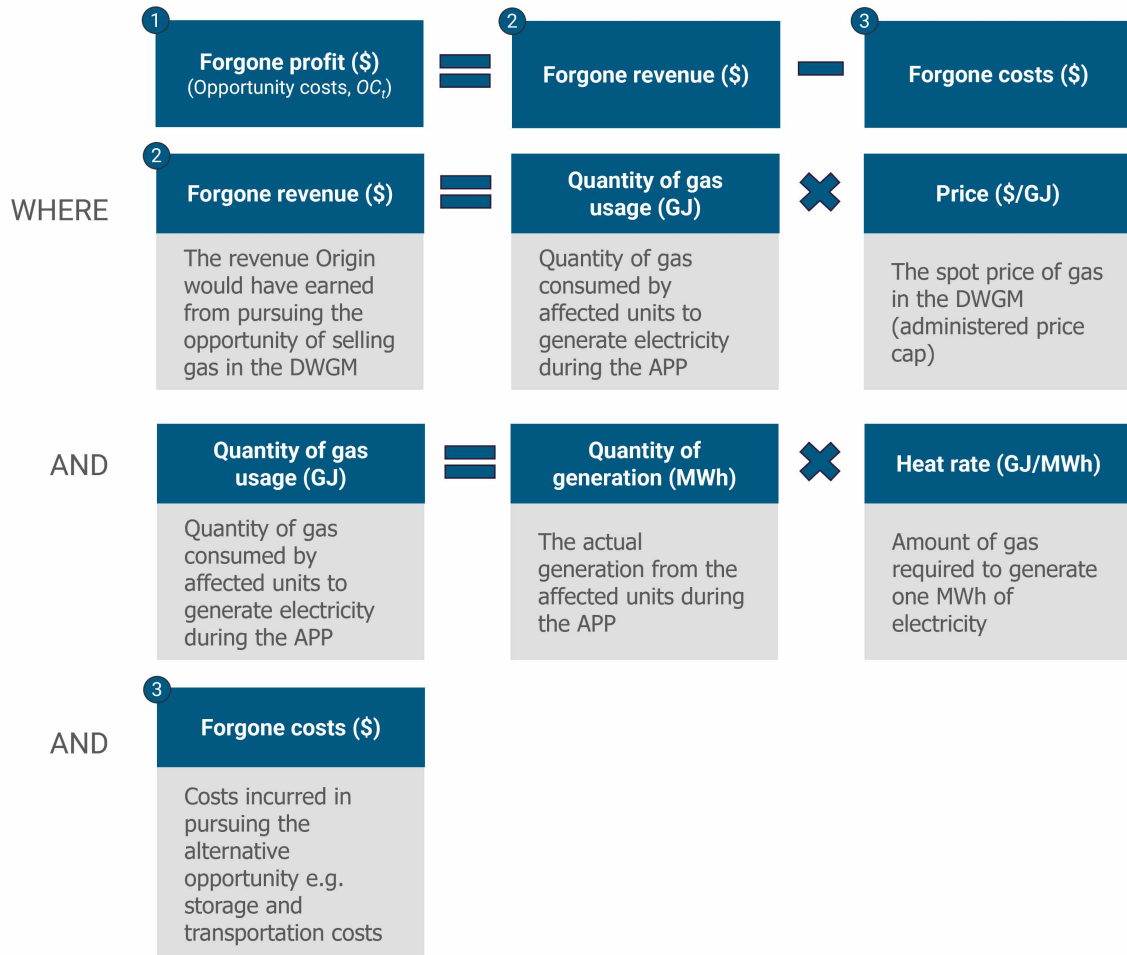 1
Forgone profit ($)
(Opportunity costs, OCt)
2
Forgone revenue ($)
3
Forgone costs ($)
WHERE
2
Forgone revenue ($)
The revenue Origin
would have earned
from pursuing the
opportunity of selling
gas in the DWGM
Quantity of gas
usage (GJ)
Quantity of gas
consumed by
affected units to
generate electricity
during the APP
Price ($/GJ)
The spot price of gas
in the DWGM
(administered price
cap)
AND
Quantity of gas
usage (GJ)
Quantity of gas
consumed by
affected units to
generate electricity
during the APP
Quantity of
generation (MWh)
The actual
generation from the
affected units during
the APP
Heat rate (GJ/MWh)
Amount of gas
required to generate
one MWh of
electricity
AND
3
Forgone costs ($)
Costs incurred in
pursuing the
alternative
opportunity e.g.
storage and
transportation costs